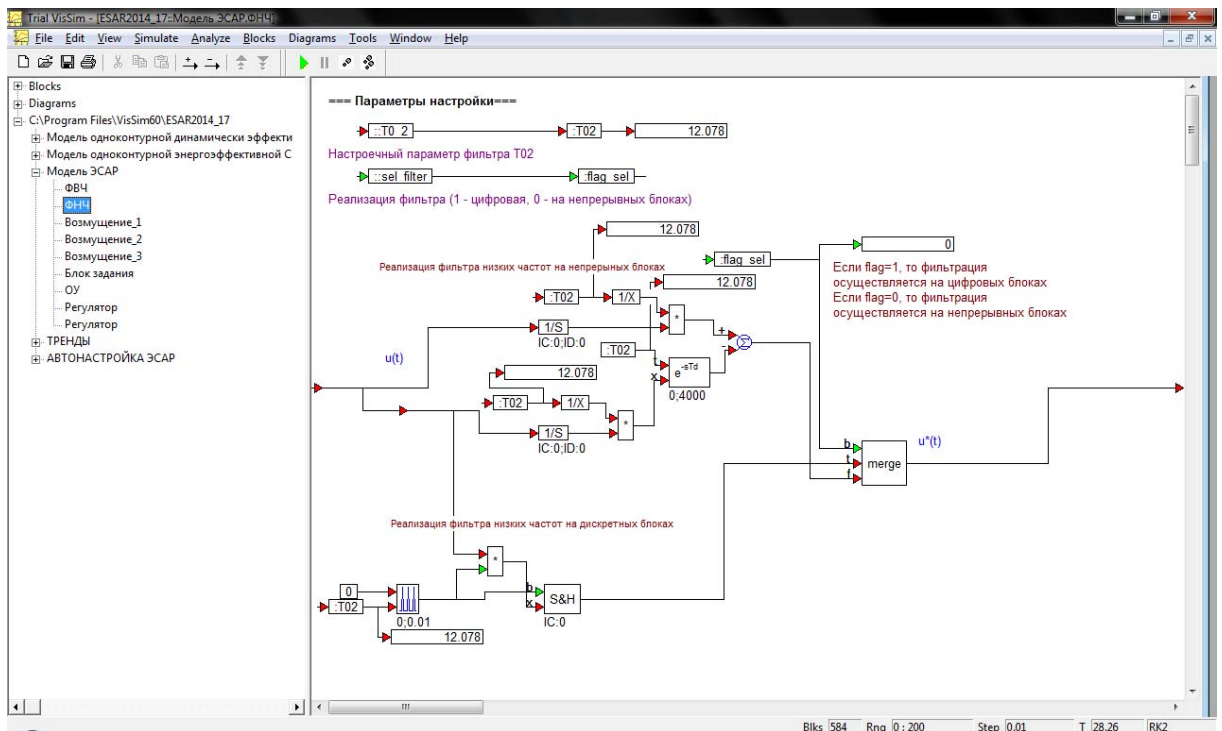 Trial VisSim - [ESAR2014_17::Модель ЭСАР.ФНЧ]
File Edit View Simulate Analyze Blocks Diagrams Tools Window Help
Blocks
Diagrams
C:\Program Files\VisSim60\ESAR2014_17
Модель одноконтурной динамически эффекти
Модель одноконтурной энергоэффективной С
Модель ЭСАР
ФВЧ
ФНЧ
Возмущение_1
Возмущение_2
Возмущение_3
Блок задания
ОУ
Регулятор
Регулятор
ТРЕНДЫ
АВТОНАСТРОЙКА ЭСАР
=== Параметры настройки===
::T0_2 :T02 12.078
Настроечный параметр фильтра T02
::sel_filter :flag_sel
Реализация фильтра (1 - цифровая, 0 - на непрерывных блоках)
12.078
:flag_sel 0
Реализация фильтра низких частот на непрерыных блоках
12.078
Если flag=1, то фильтрация
осуществляется на цифровых блоках
Если flag=0, то фильтрация
осуществляется на непрерывных блоках
:T02 1/X *
1/S
IC:0;ID:0
+
-
Σ
u(t)
:T02
t
x
e-sTd
0;4000
12.078
:T02 1/X *
1/S
IC:0;ID:0
b
t
f
merge
u*(t)
Реализация фильтра низких частот на дискретных блоках
*
0
:T02
0;0.01
b
x
S&H
IC:0
12.078
Blks 584 Rng 0 : 200 Step 0.01 T 28.26 RK2